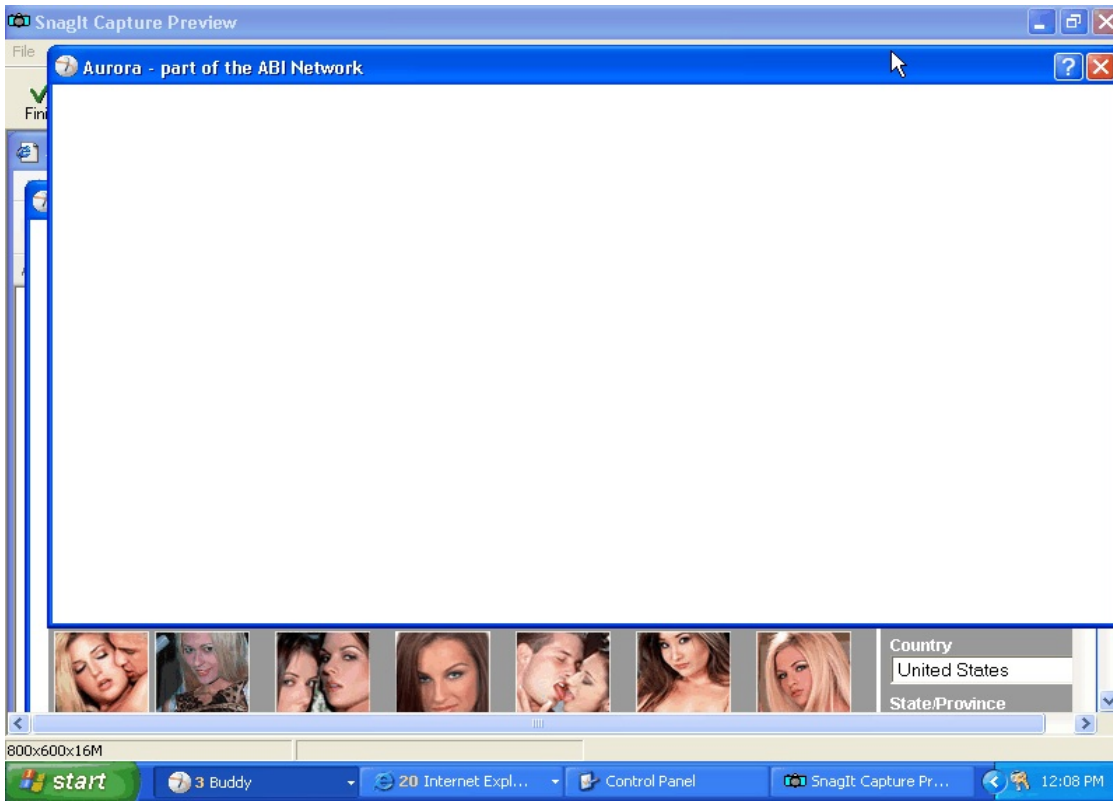 SnagIt Capture Preview
File
Aurora - part of the ABI Network
Fini
Country
United States
State/Province
800x600x16M
start
3 Buddy
20 Internet Expl...
Control Panel
SnagIt Capture Pr...
12:08 PM